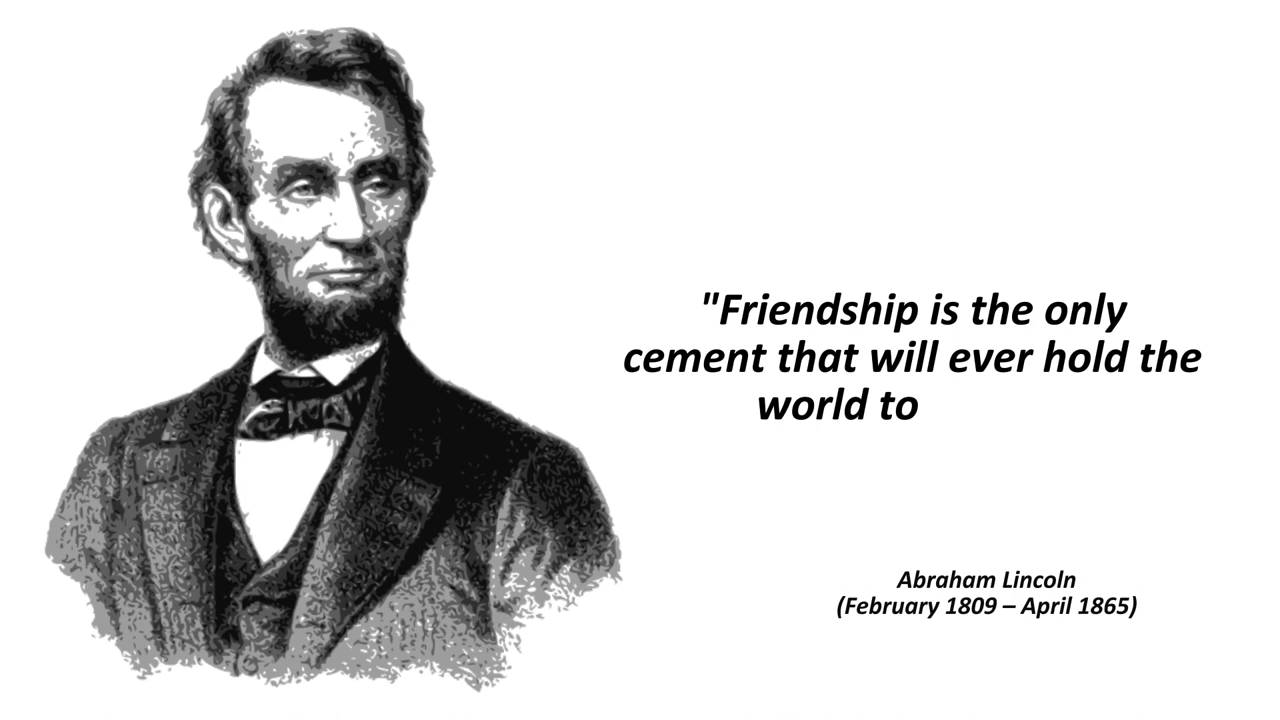 "Friendship is the only
cement that will ever hold the
world to
Abraham Lincoln
(February 1809 – April 1865)